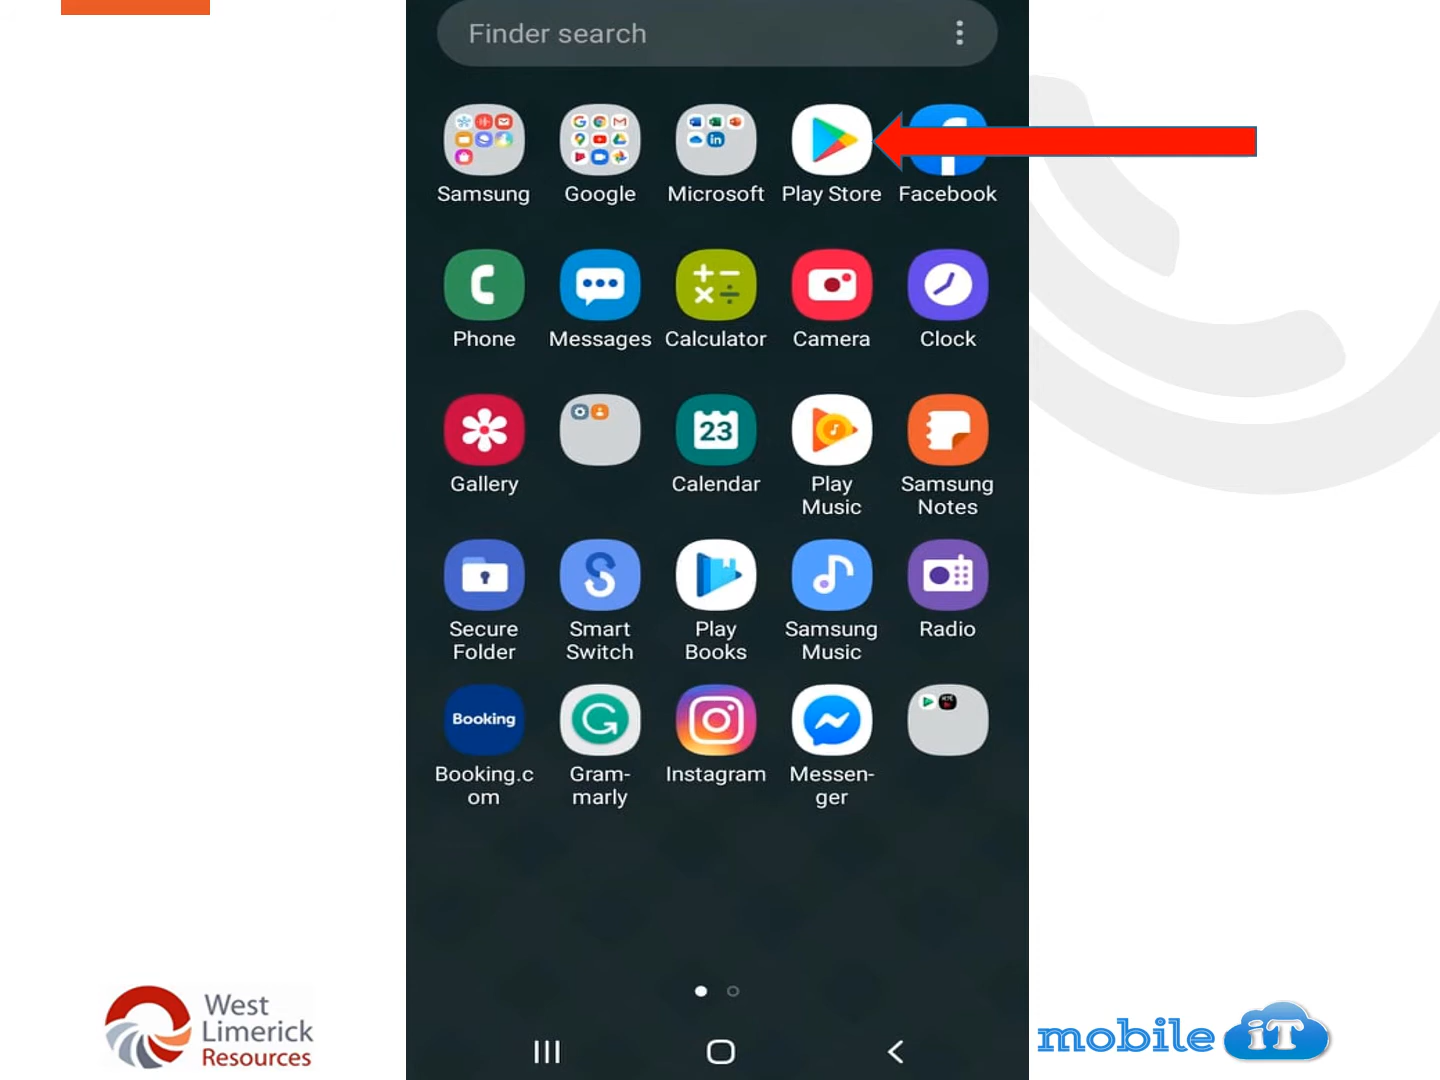 Finder search
Samsung
Google
Microsoft
Play Store
Facebook
Phone
Messages
Calculator
Camera
Clock
Gallery
23
Calendar
Play
Music
Samsung
Notes
Secure
Folder
Smart
Switch
Play
Books
Samsung
Music
Radio
Booking
Booking.c
om
Gram-
marly
Instagram
Messen-
ger
West
Limerick
Resources
mobile iT